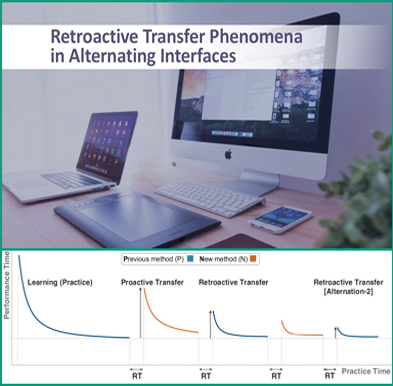 Retroactive Transfer Phenomena
in Alternating Interfaces
Previous method (P) New method (N)
Performance Time
Learning (Practice) Proactive Transfer Retroactive Transfer Retroactive Transfer
[Alternation-2]
RT RT RT RT Practice Time